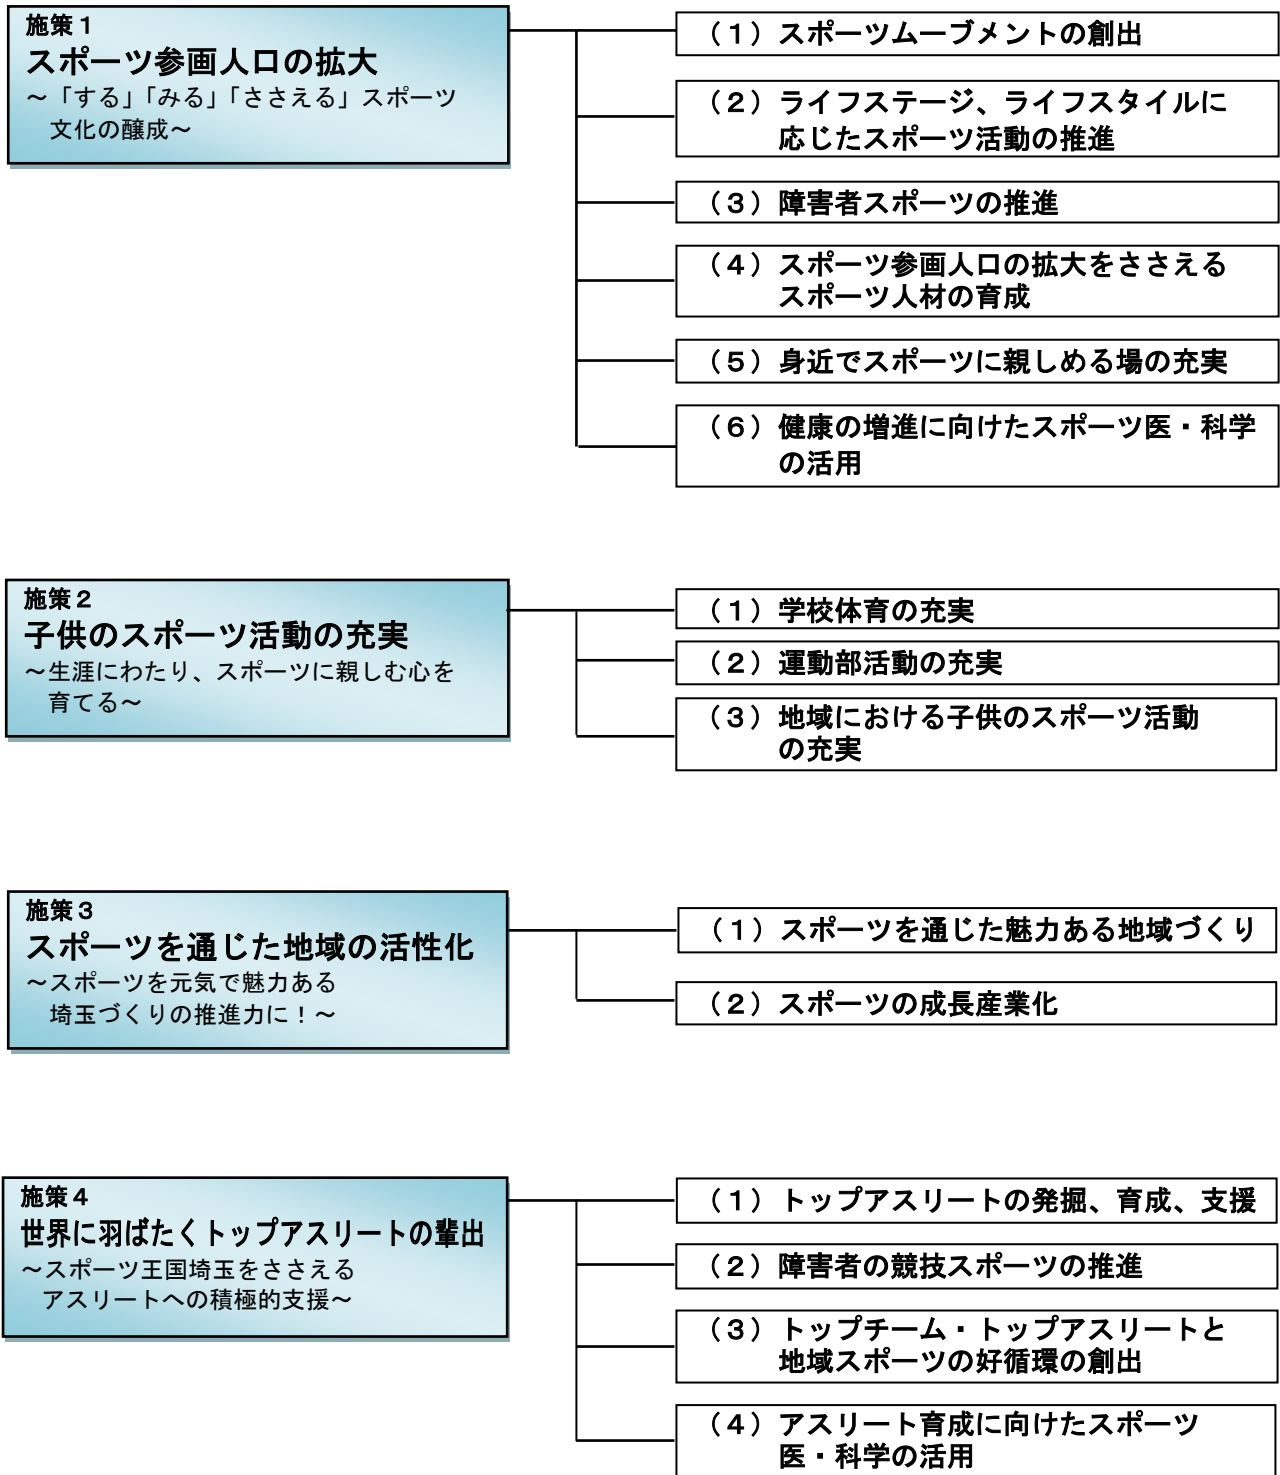 施策１
スポーツ参画人口の拡大
～「する」「みる」「ささえる」スポーツ
文化の醸成～
（１）スポーツムーブメントの創出
（２）ライフステージ、ライフスタイルに
応じたスポーツ活動の推進
（３）障害者スポーツの推進
（４）スポーツ参画人口の拡大をささえる
スポーツ人材の育成
（５）身近でスポーツに親しめる場の充実
（６）健康の増進に向けたスポーツ医・科学
の活用
施策２
子供のスポーツ活動の充実
～生涯にわたり、スポーツに親しむ心を
育てる～
（１）学校体育の充実
（２）運動部活動の充実
（３）地域における子供のスポーツ活動
の充実
施策３
スポーツを通じた地域の活性化
～スポーツを元気で魅力ある
埼玉づくりの推進力に！～
（１）スポーツを通じた魅力ある地域づくり
（２）スポーツの成長産業化
施策４
世界に羽ばたくトップアスリートの輩出
～スポーツ王国埼玉をささえる
アスリートへの積極的支援～
（１）トップアスリートの発掘、育成、支援
（２）障害者の競技スポーツの推進
（３）トップチーム・トップアスリートと
地域スポーツの好循環の創出
（４）アスリート育成に向けたスポーツ
医・科学の活用